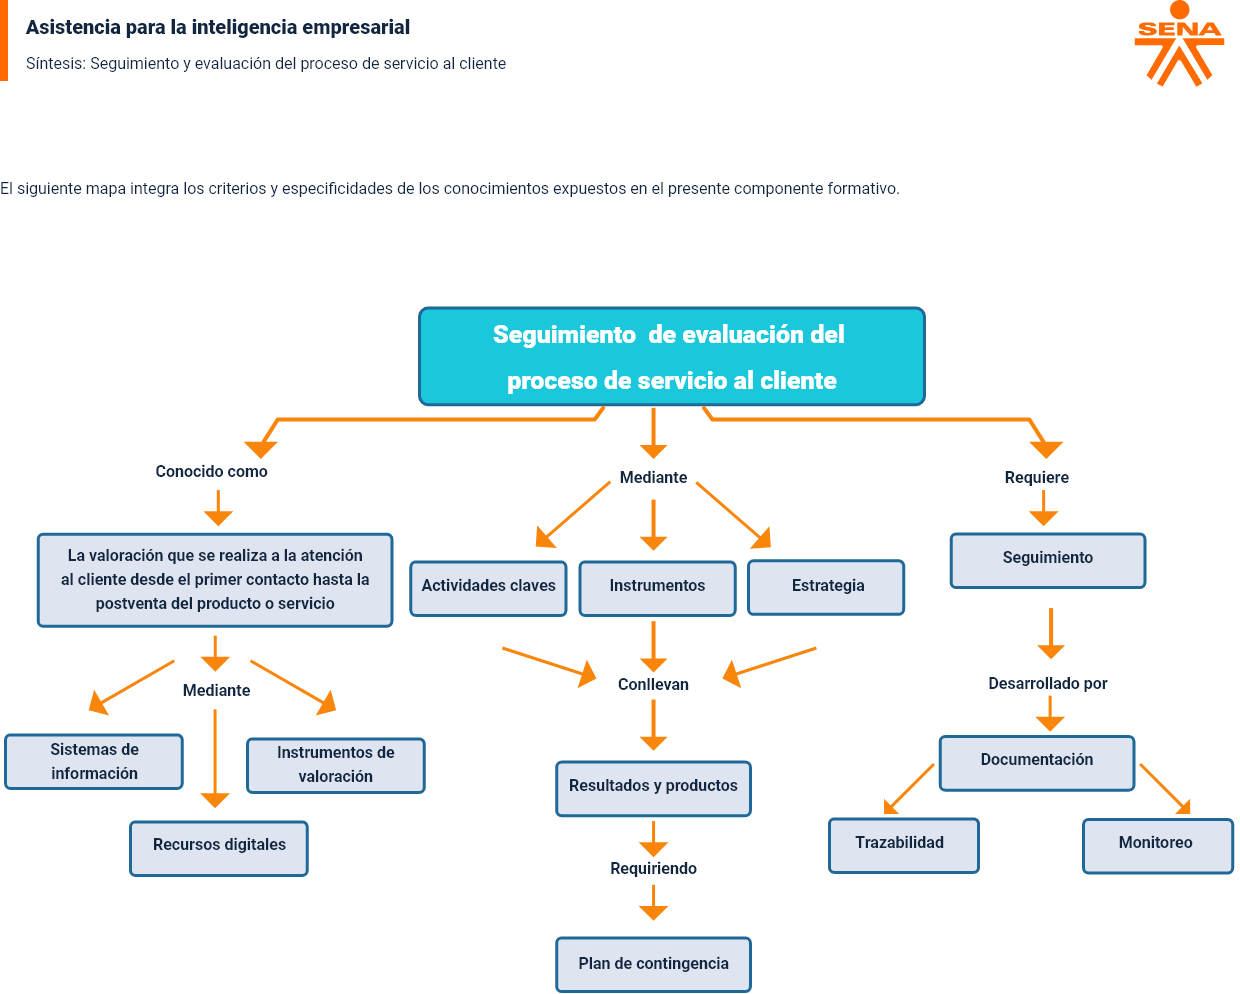 Asistencia para la inteligencia empresarial
Síntesis: Seguimiento y evaluación del proceso de servicio al cliente
SENA
El siguiente mapa integra los criterios y especificidades de los conocimientos expuestos en el presente componente formativo.
Seguimiento  de evaluación del
proceso de servicio al cliente
Conocido como
La valoración que se realiza a la atención
al cliente desde el primer contacto hasta la
postventa del producto o servicio
Mediante
Sistemas de
información
Instrumentos de
valoración
Recursos digitales
Mediante
Actividades claves
Instrumentos
Estrategia
Conllevan
Resultados y productos
Requiriendo
Plan de contingencia
Requiere
Seguimiento
Desarrollado por
Documentación
Trazabilidad
Monitoreo